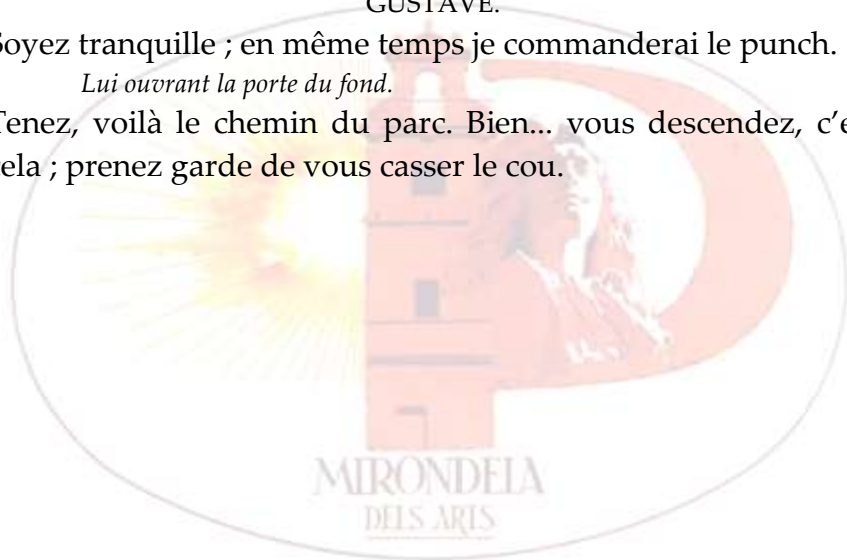 GUSTAVE.
Soyez tranquille ; en même temps je commanderai le punch.
Lui ouvrant la porte du fond.
Tenez, voilà le chemin du parc. Bien... vous descendez, c’e
cela ; prenez garde de vous casser le cou.
MIRONDELA
DELS ARTS